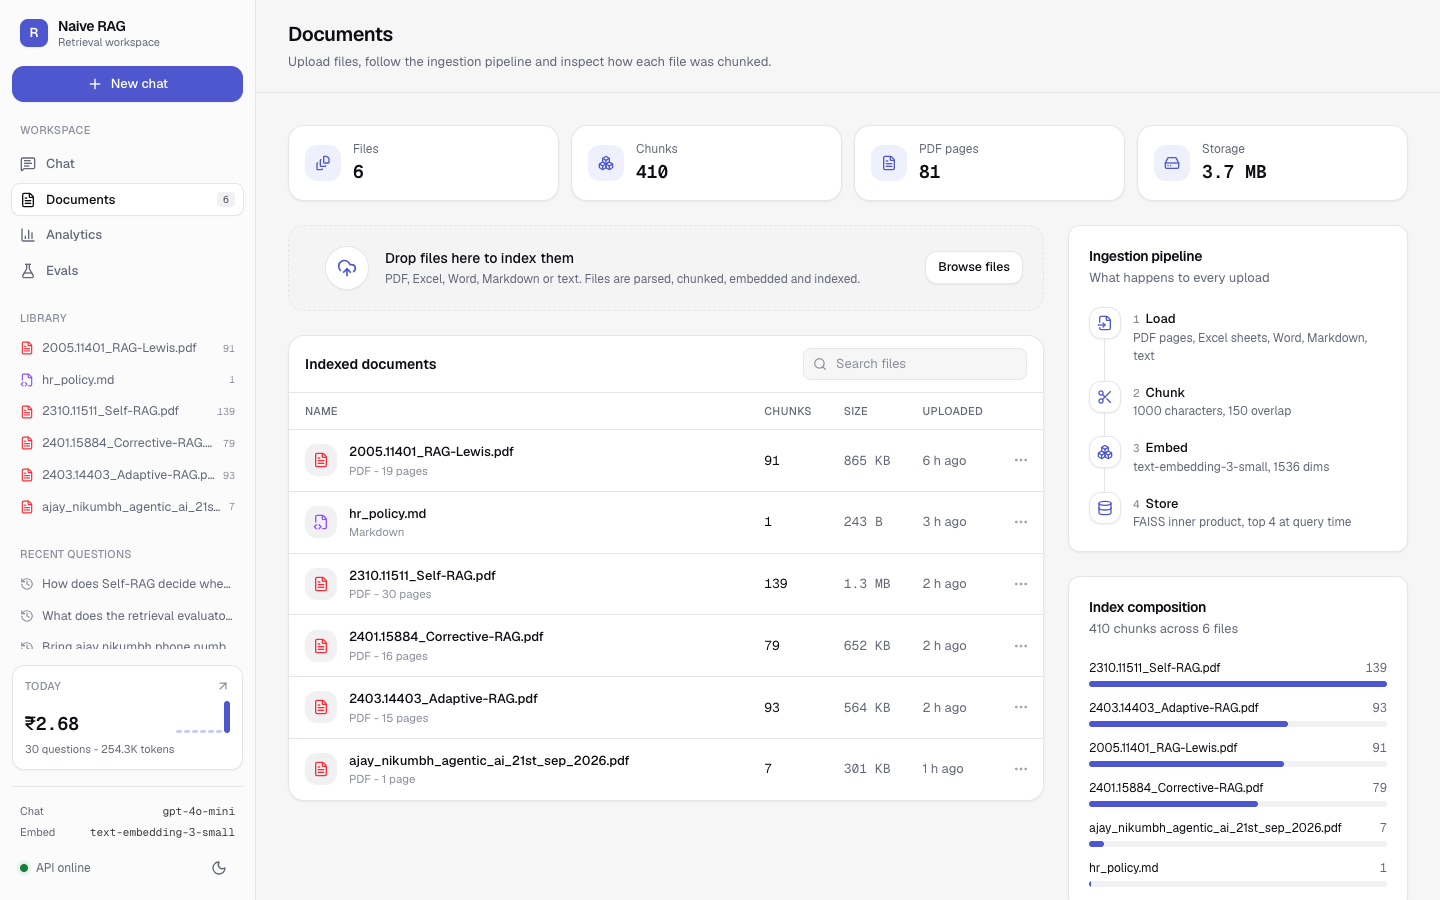 R
Naive RAG
Retrieval workspace
New chat
WORKSPACE
Chat
Documents 6
Analytics
Evals
LIBRARY
2005.11401_RAG-Lewis.pdf 91
hr_policy.md 1
2310.11511_Self-RAG.pdf 139
2401.15884_Corrective-RAG.... 79
2403.14403_Adaptive-RAG.p... 93
ajay_nikumbh_agentic_ai_21s... 7
RECENT QUESTIONS
How does Self-RAG decide whe...
What does the retrieval evaluato...
Bring ajay nikumbh phone numb
TODAY
₹2.68
30 questions - 254.3K tokens
Chat gpt-4o-mini
Embed text-embedding-3-small
API online
Documents
Upload files, follow the ingestion pipeline and inspect how each file was chunked.
Files
6
Chunks
410
PDF pages
81
Storage
3.7 MB
Drop files here to index them
PDF, Excel, Word, Markdown or text. Files are parsed, chunked, embedded and indexed.
Browse files
Indexed documents
Search files
NAME CHUNKS SIZE UPLOADED
2005.11401_RAG-Lewis.pdf
PDF - 19 pages
91 865 KB 6 h ago
hr_policy.md
Markdown
1 243 B 3 h ago
2310.11511_Self-RAG.pdf
PDF - 30 pages
139 1.3 MB 2 h ago
2401.15884_Corrective-RAG.pdf
PDF - 16 pages
79 652 KB 2 h ago
2403.14403_Adaptive-RAG.pdf
PDF - 15 pages
93 564 KB 2 h ago
ajay_nikumbh_agentic_ai_21st_sep_2026.pdf
PDF - 1 page
7 301 KB 1 h ago
Ingestion pipeline
What happens to every upload
1 Load
PDF pages, Excel sheets, Word, Markdown,
text
2 Chunk
1000 characters, 150 overlap
3 Embed
text-embedding-3-small, 1536 dims
4 Store
FAISS inner product, top 4 at query time
Index composition
410 chunks across 6 files
2310.11511_Self-RAG.pdf 139
2403.14403_Adaptive-RAG.pdf 93
2005.11401_RAG-Lewis.pdf 91
2401.15884_Corrective-RAG.pdf 79
ajay_nikumbh_agentic_ai_21st_sep_2026.pdf 7
hr_policy.md 1